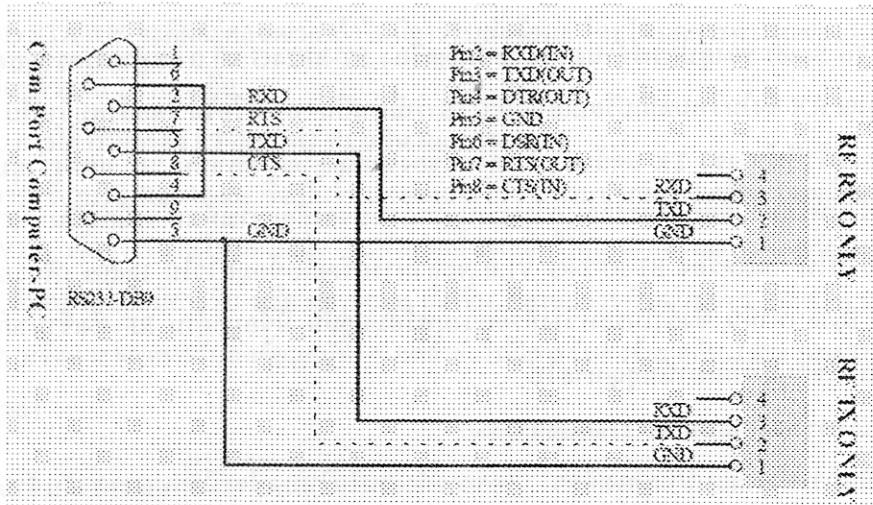 Com Port Computer-PC
1
6
2
7
3
8
4
9
5
RXD
RTS
TXD
CTS
GND
RS232-DB9
Pin2 = RXD(IN)
Pin3 = TXD(OUT)
Pin4 = DTR(OUT)
Pin5 = GND
Pin6 = DSR(IN)
Pin7 = RTS(OUT)
Pin8 = CTS(IN)
RXD
TXD
GND
4
3
2
1
RF RX ONLY
RXD
TXD
GND
4
3
2
1
RF TX ONLY